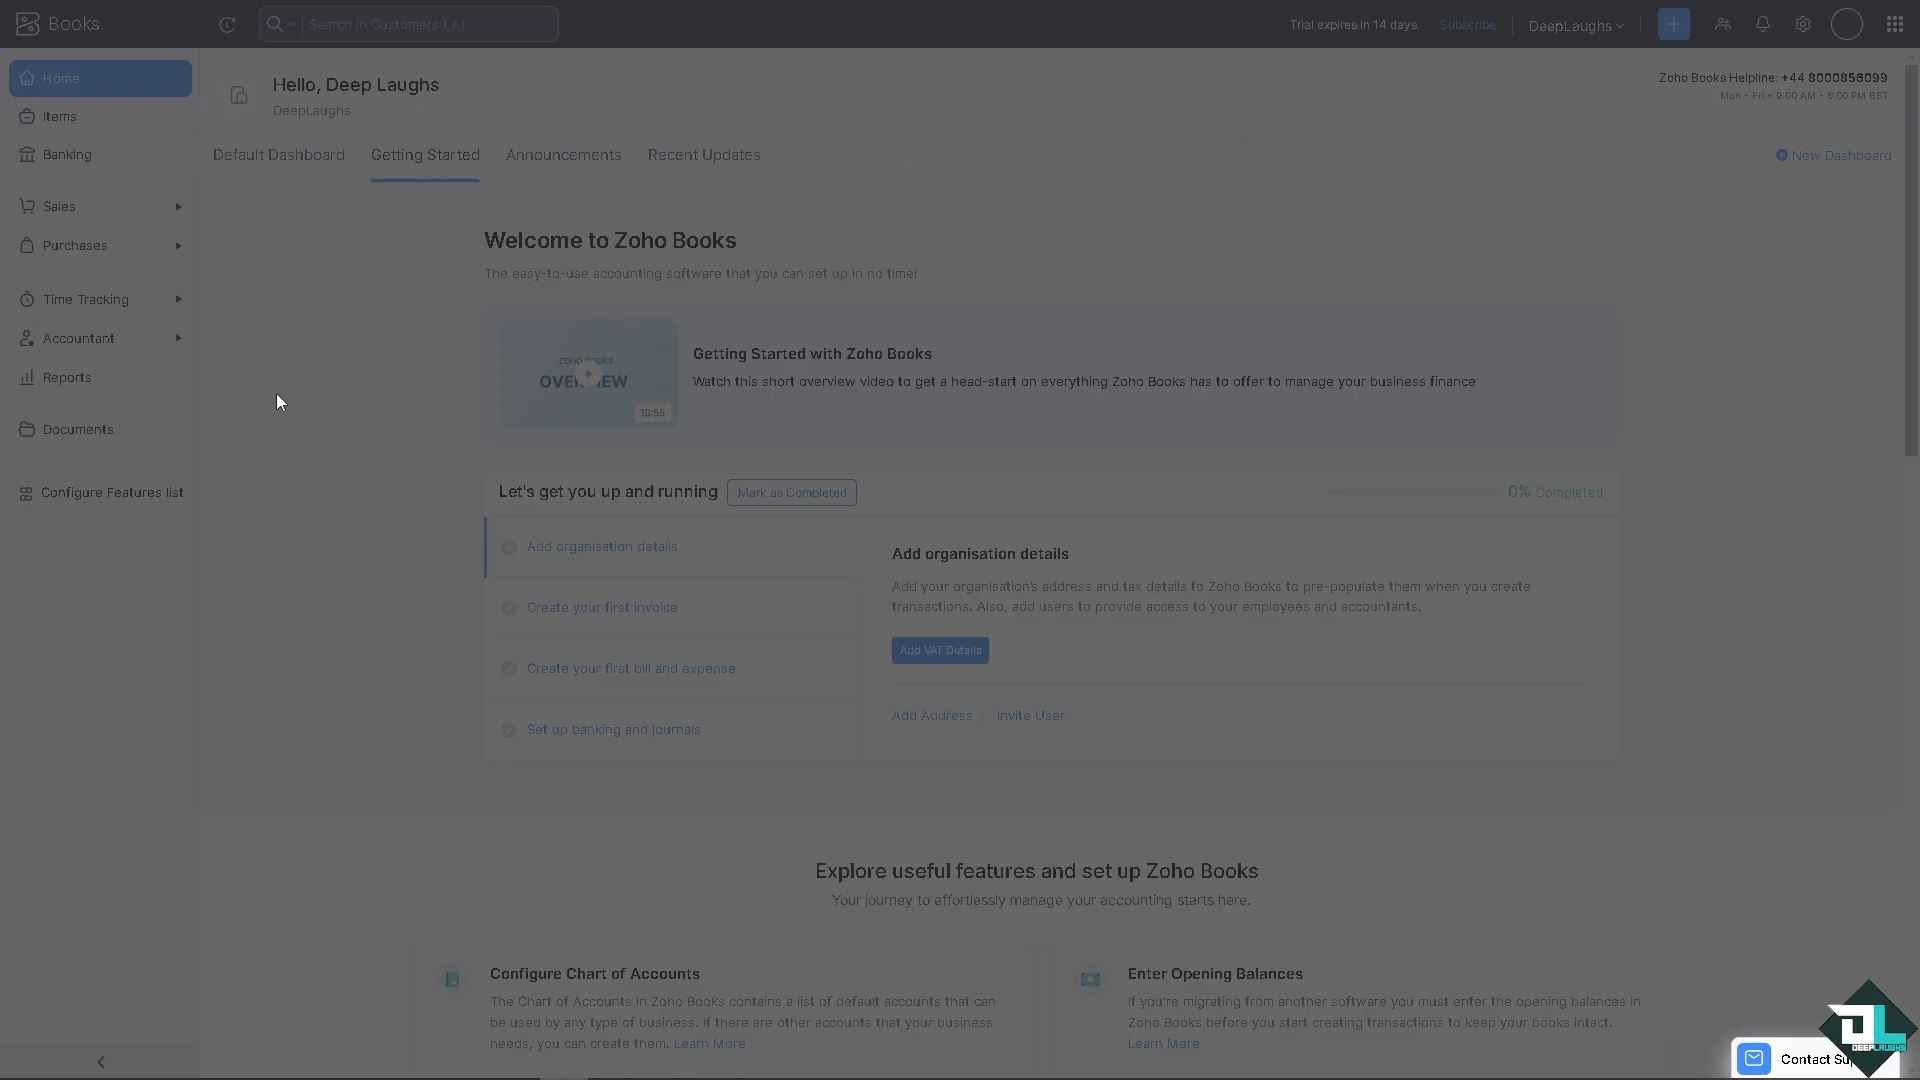 Books
Search in Customers ( / )
Trial expires in 14 days.
Subscribe
DeepLaughs
Home
Items
Banking
Sales
Purchases
Time Tracking
Accountant
Reports
Documents
Configure Features list
Hello, Deep Laughs
DeepLaughs
Zoho Books Helpline: +44 8000856099
Mon - Fri • 9:00 AM - 6:00 PM BST
Default Dashboard
Getting Started
Announcements
Recent Updates
New Dashboard
Welcome to Zoho Books
The easy-to-use accounting software that you can set up in no time!
ZOHO BOOKS
10:55
Getting Started with Zoho Books
Watch this short overview video to get a head-start on everything Zoho Books has to offer to manage your business finance
Let's get you up and running
Mark as Completed
0% Completed
Add organisation details
Create your first invoice
Create your first bill and expense
Set up banking and journals
Add organisation details
Add your organisation's address and tax details to Zoho Books to pre-populate them when you create
transactions. Also, add users to provide access to your employees and accountants.
Add VAT Details
Add Address
Invite User
Explore useful features and set up Zoho Books
Your journey to effortlessly manage your accounting starts here.
Configure Chart of Accounts
The Chart of Accounts in Zoho Books contains a list of default accounts that can
be used by any type of business. If there are other accounts that your business
needs, you can create them. Learn More
Enter Opening Balances
If you're migrating from another software you must enter the opening balances in
Zoho Books before you start creating transactions to keep your books intact.
Learn More
Contact
DL
DEEPLAUGHS